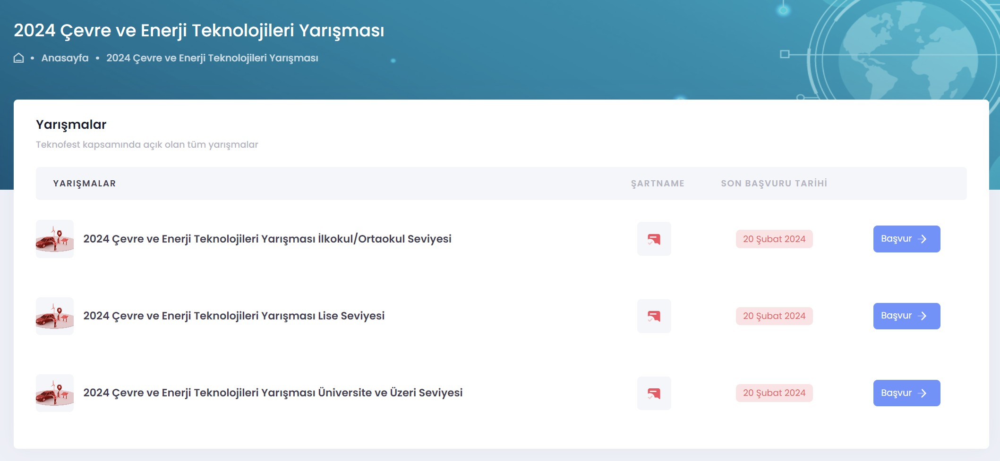 2024 Çevre ve Enerji Teknolojileri Yarışması
Anasayfa • 2024 Çevre ve Enerji Teknolojileri Yarışması
Yarışmalar
Teknofest kapsamında açık olan tüm yarışmalar
YARIŞMALAR ŞARTNAME SON BAŞVURU TARİHİ
2024 Çevre ve Enerji Teknolojileri Yarışması İlkokul/Ortaokul Seviyesi 20 Şubat 2024 Başvur
2024 Çevre ve Enerji Teknolojileri Yarışması Lise Seviyesi 20 Şubat 2024 Başvur
2024 Çevre ve Enerji Teknolojileri Yarışması Üniversite ve Üzeri Seviyesi 20 Şubat 2024 Başvur